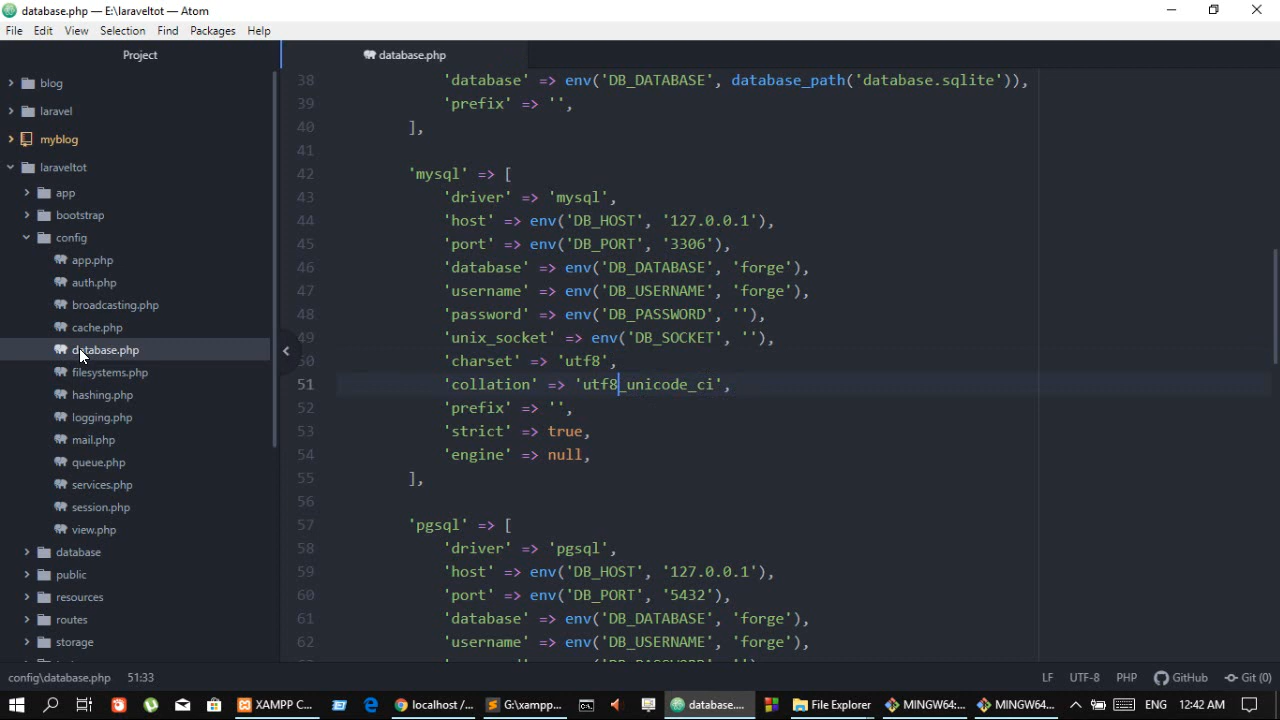 database.php — E:\laraveltot — Atom
File Edit View Selection Find Packages Help
Project
database.php
blog
laravel
myblog
laraveltot
app
bootstrap
config
app.php
auth.php
broadcasting.php
cache.php
database.php
filesystems.php
hashing.php
logging.php
mail.php
queue.php
services.php
session.php
view.php
database
public
resources
routes
storage
38 'database' => env('DB_DATABASE', database_path('database.sqlite')),
39 'prefix' => '',
40 ],
41
42 'mysql' => [
43 'driver' => 'mysql',
44 'host' => env('DB_HOST', '127.0.0.1'),
45 'port' => env('DB_PORT', '3306'),
46 'database' => env('DB_DATABASE', 'forge'),
47 'username' => env('DB_USERNAME', 'forge'),
48 'password' => env('DB_PASSWORD', ''),
49 'unix_socket' => env('DB_SOCKET', ''),
50 'charset' => 'utf8',
51 'collation' => 'utf8_unicode_ci',
52 'prefix' => '',
53 'strict' => true,
54 'engine' => null,
55 ],
56
57 'pgsql' => [
58 'driver' => 'pgsql',
59 'host' => env('DB_HOST', '127.0.0.1'),
60 'port' => env('DB_PORT', '5432'),
61 'database' => env('DB_DATABASE', 'forge'),
62 'username' => env('DB_USERNAME', 'forge'),
config\database.php 51:33 LF UTF-8 PHP GitHub Git (0)
XAMPP C... localhost /... G:\xampp... database.... File Explorer MINGW64:... MINGW64... ENG 12:42 AM